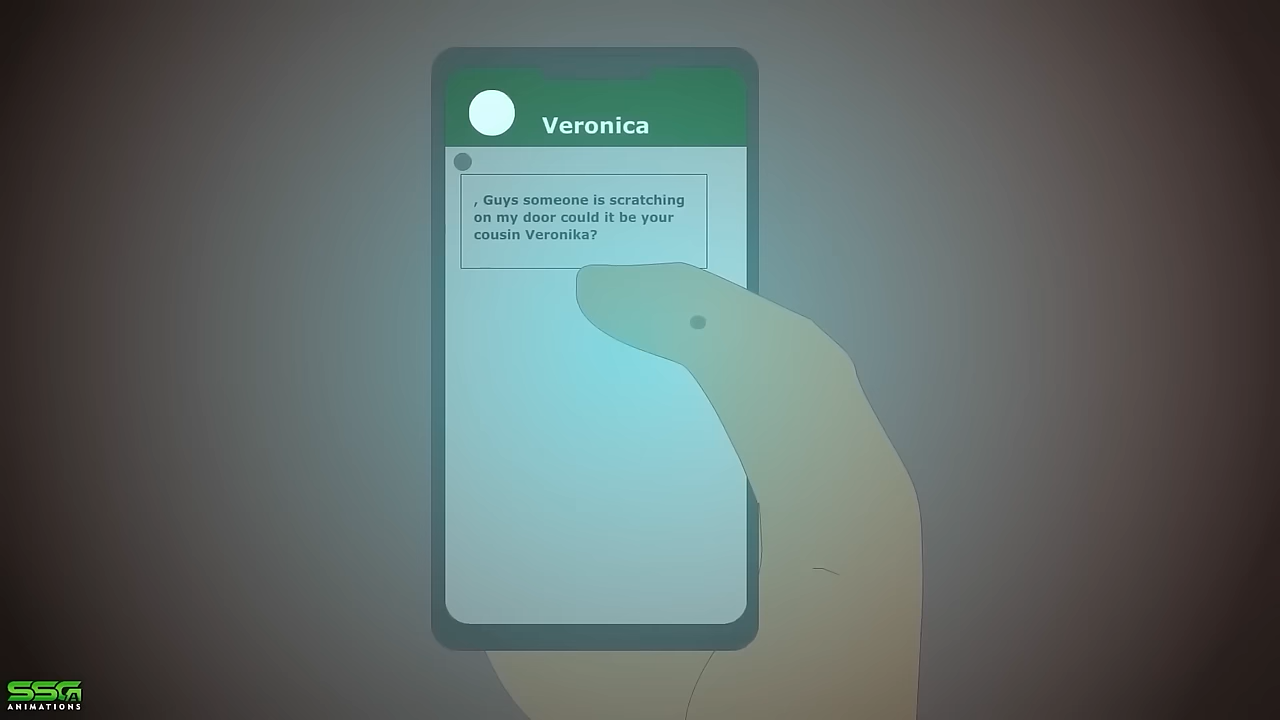 Veronica
, Guys someone is scratching
on my door could it be your
cousin Veronika?
SSGA
ANIMATIONS